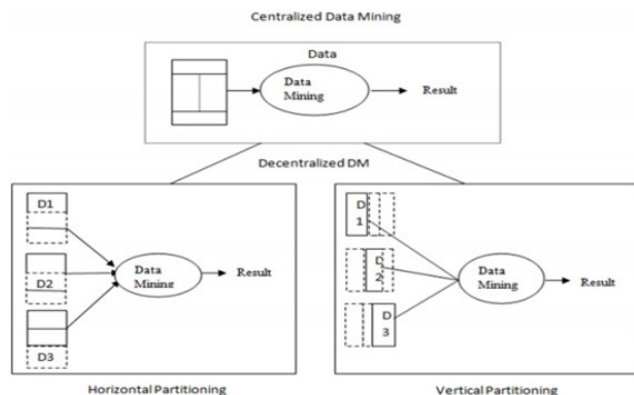 Centralized Data Mining
Data
Data
Mining
Result
Decentralized DM
D1
D2
D3
Data
Mining
Result
D
1
D
2
D
3
Data
Mining
Result
Horizontal Partitioning
Vertical Partitioning